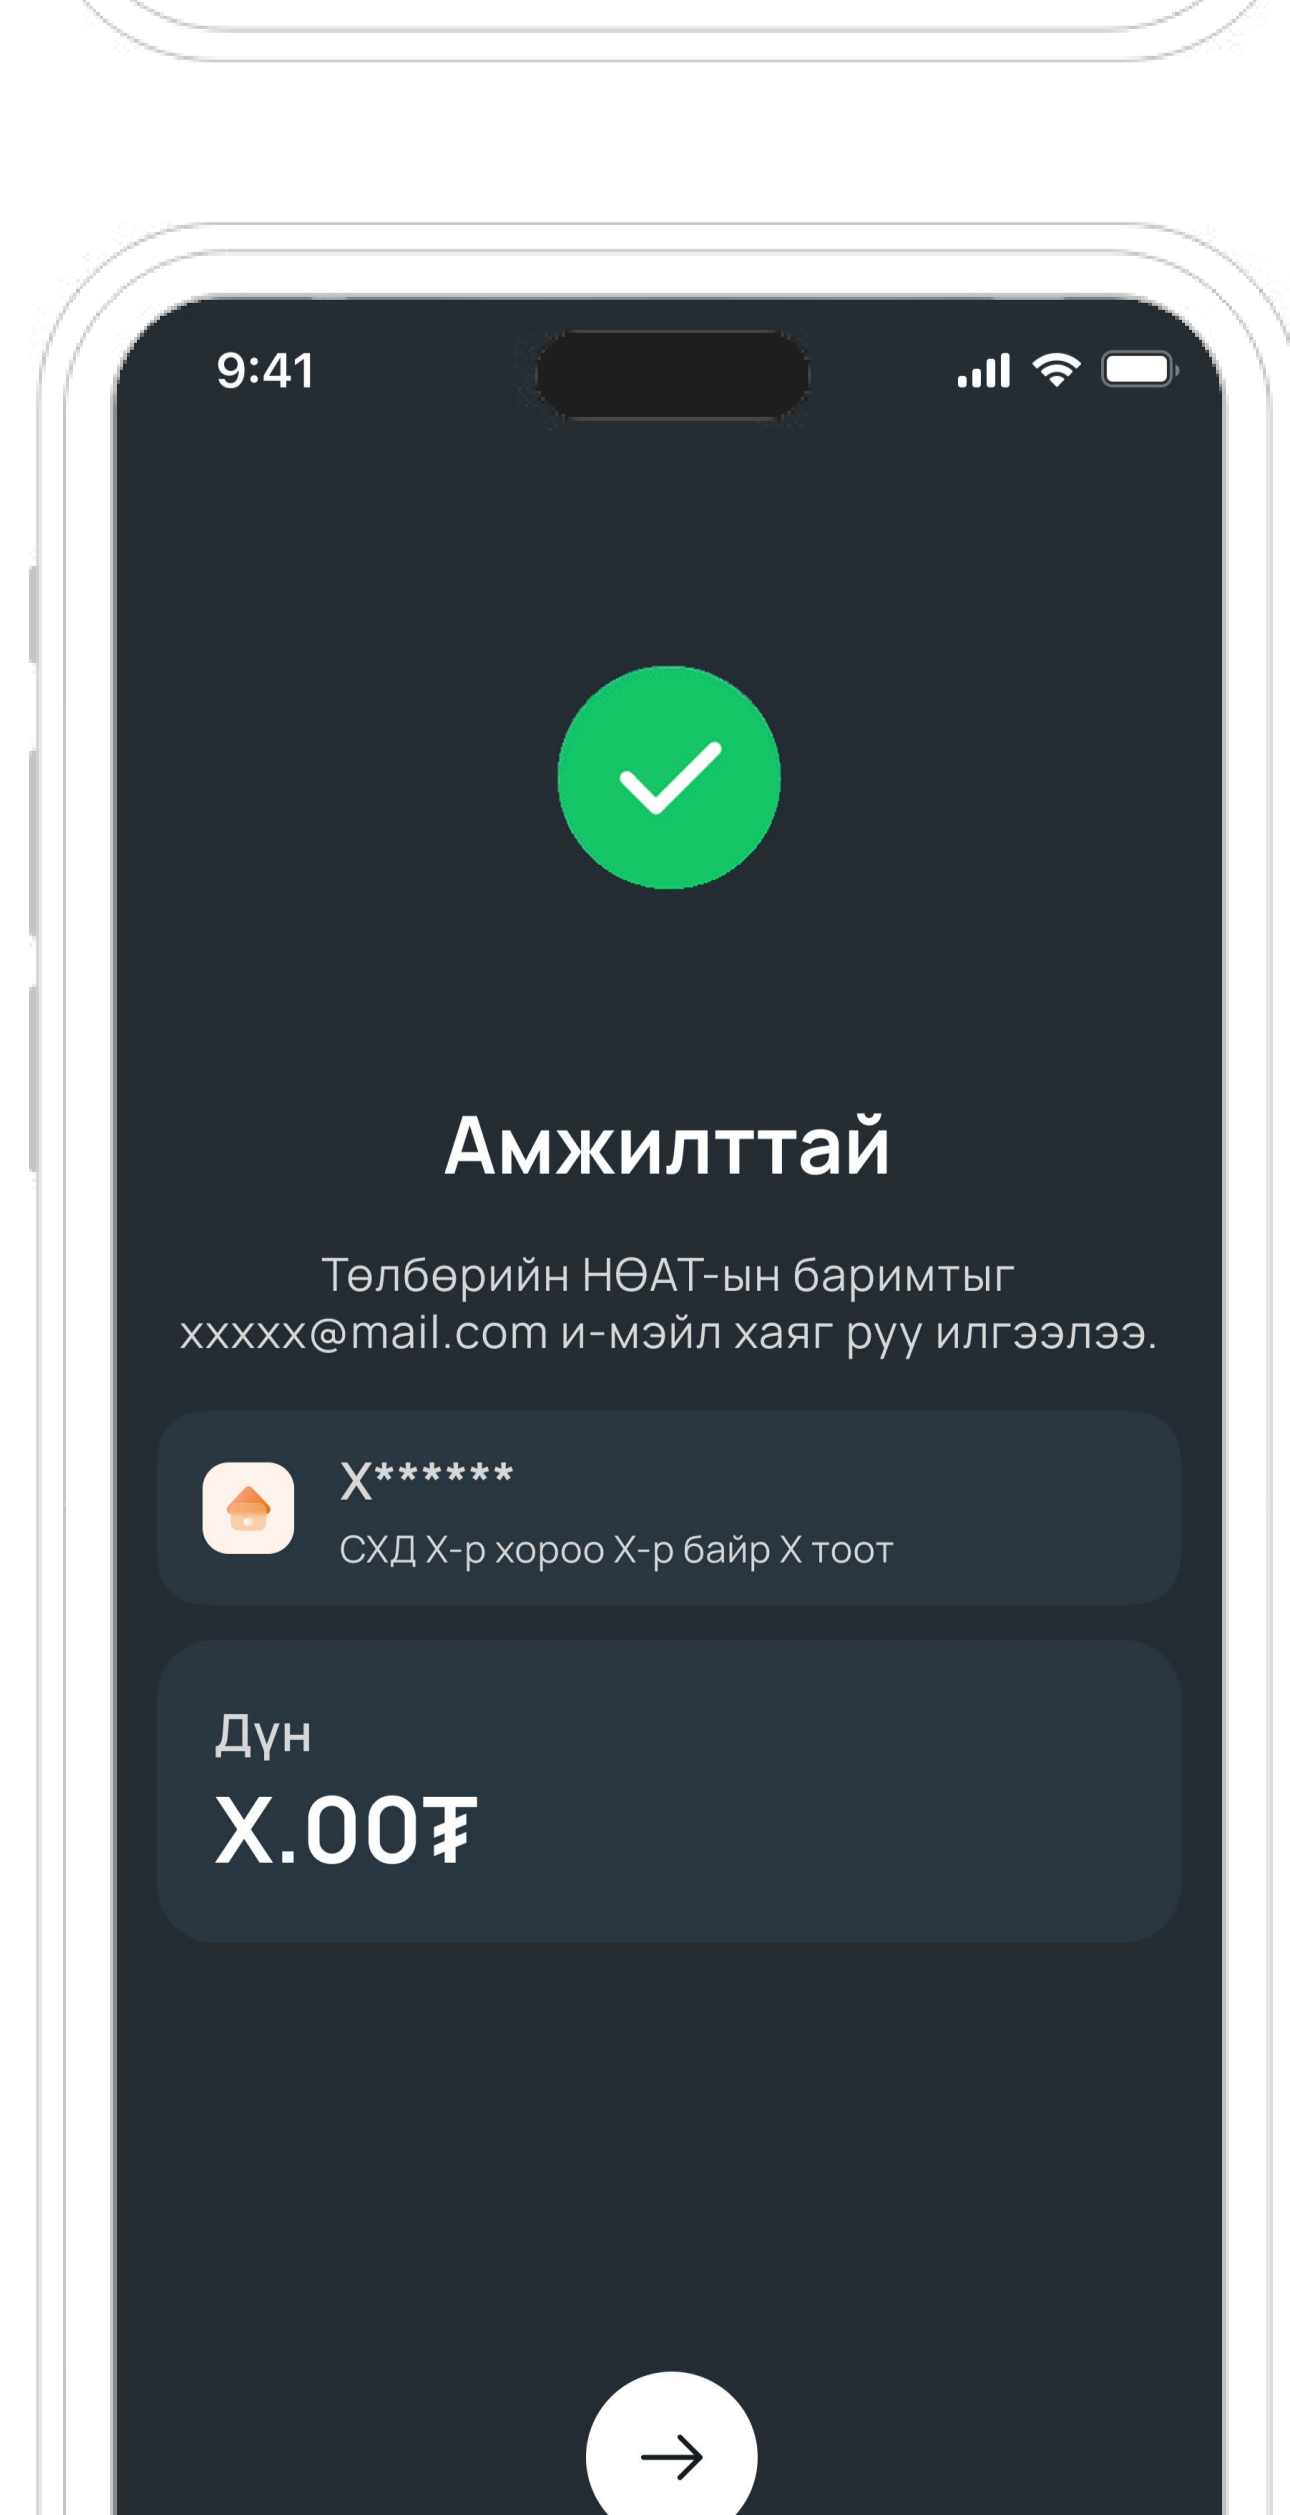 9:41
Амжилттай
Төлбөрийн НӨАТ-ын баримтыг
xxxxx@mail.com и-мэйл хаяг руу илгээлээ.
Х******
СХД Х-р хороо Х-р байр Х тоот
Дүн
Х.00₮